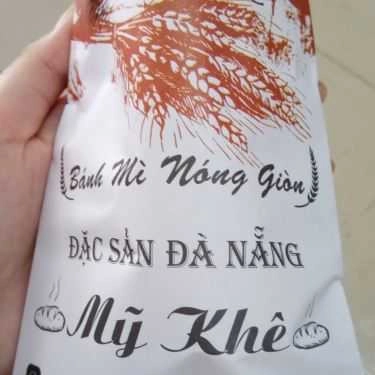 Bánh Mì Nóng Giòn
ĐẶC SẢN ĐÀ NẴNG
Mỹ Khê